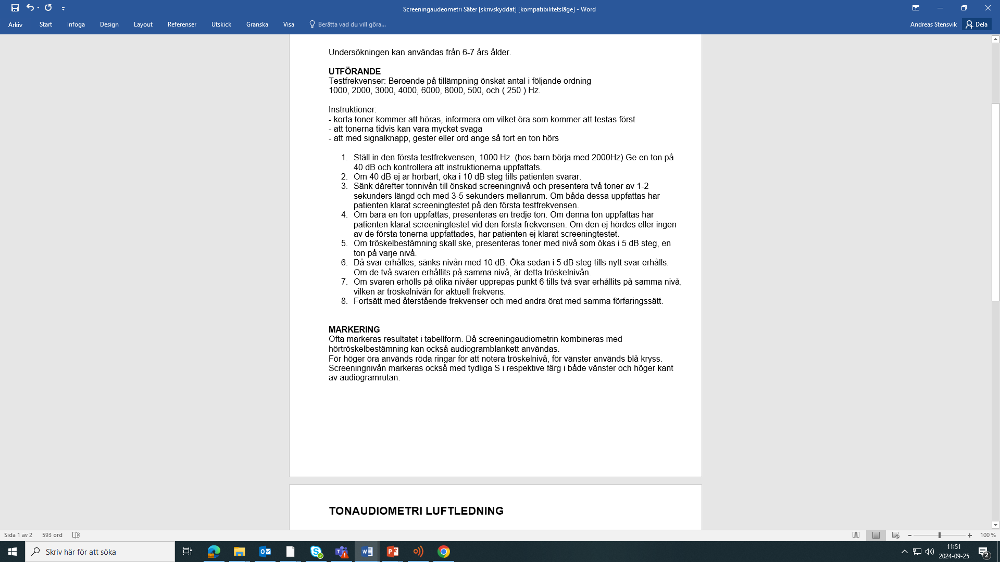 Screeningaudeometri Säter [skrivskyddat] [kompatibilitetsläge] - Word
Arkiv Start Infoga Design Layout Referenser Utskick Granska Visa Berätta vad du vill göra... Andreas Stensvik Dela
Undersökningen kan användas från 6-7 års ålder.
UTFÖRANDE
Testfrekvenser: Beroende på tillämpning önskat antal i följande ordning
1000, 2000, 3000, 4000, 6000, 8000, 500, och ( 250 ) Hz.
Instruktioner:
- korta toner kommer att höras, informera om vilket öra som kommer att testas först
- att tonerna tidvis kan vara mycket svaga
- att med signalknapp, gester eller ord ange så fort en ton hörs
1. Ställ in den första testfrekvensen, 1000 Hz. (hos barn börja med 2000Hz) Ge en ton på
40 dB och kontrollera att instruktionerna uppfattats.
2. Om 40 dB ej är hörbart, öka i 10 dB steg tills patienten svarar.
3. Sänk därefter tonnivån till önskad screeningnivå och presentera två toner av 1-2
sekunders längd och med 3-5 sekunders mellanrum. Om båda dessa uppfattas har
patienten klarat screeningtestet på den första testfrekvensen.
4. Om bara en ton uppfattas, presenteras en tredje ton. Om denna ton uppfattas har
patienten klarat screeningtestet vid den första frekvensen. Om den ej hördes eller ingen
av de första tonerna uppfattades, har patienten ej klarat screeningtestet.
5. Om tröskelbestämning skall ske, presenteras toner med nivå som ökas i 5 dB steg, en
ton på varje nivå.
6. Då svar erhålles, sänks nivån med 10 dB. Öka sedan i 5 dB steg tills nytt svar erhålls.
Om de två svaren erhållits på samma nivå, är detta tröskelnivån.
7. Om svaren erhölls på olika nivåer upprepas punkt 6 tills två svar erhållits på samma nivå,
vilken är tröskelnivån för aktuell frekvens.
8. Fortsätt med återstående frekvenser och med andra örat med samma förfaringssätt.
MARKERING
Ofta markeras resultatet i tabellform. Då screeningaudiometrin kombineras med
hörtröskelbestämning kan också audiogramblankett användas.
För höger öra används röda ringar för att notera tröskelnivå, för vänster används blå kryss.
Screeningnivån markeras också med tydliga S i respektive färg i både vänster och höger kant
av audiogramrutan.
TONAUDIOMETRI LUFTLEDNING
Sida 1 av 2 593 ord 100 %
Skriv här för att söka 11:51
2024-09-25 2